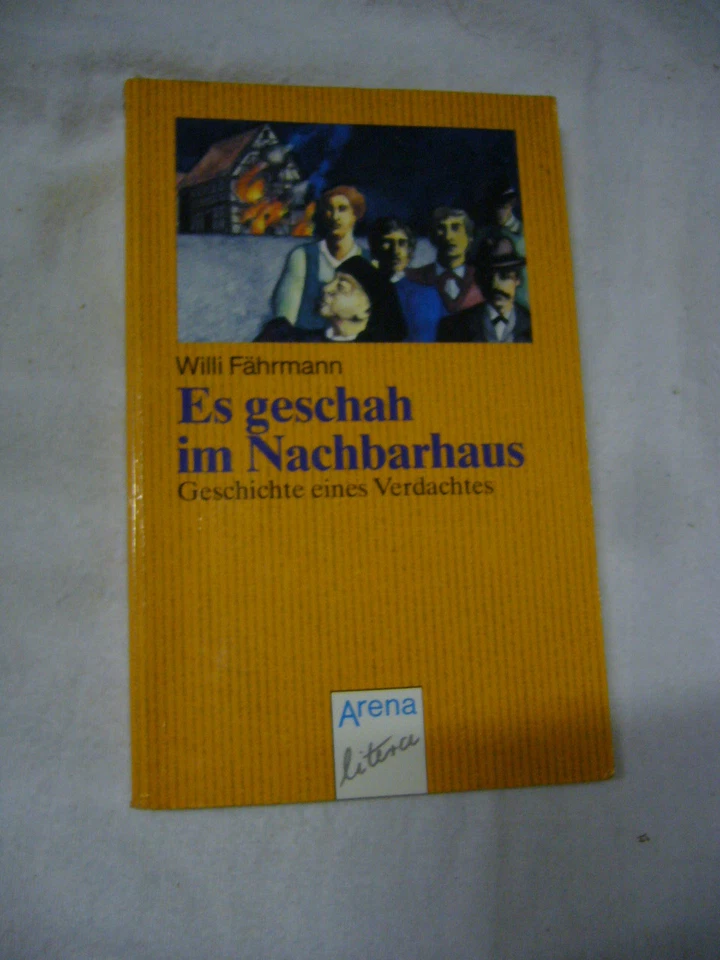 Willi Fährmann
Es geschah
im Nachbarhaus
Geschichte eines Verdachtes
Arena
litera